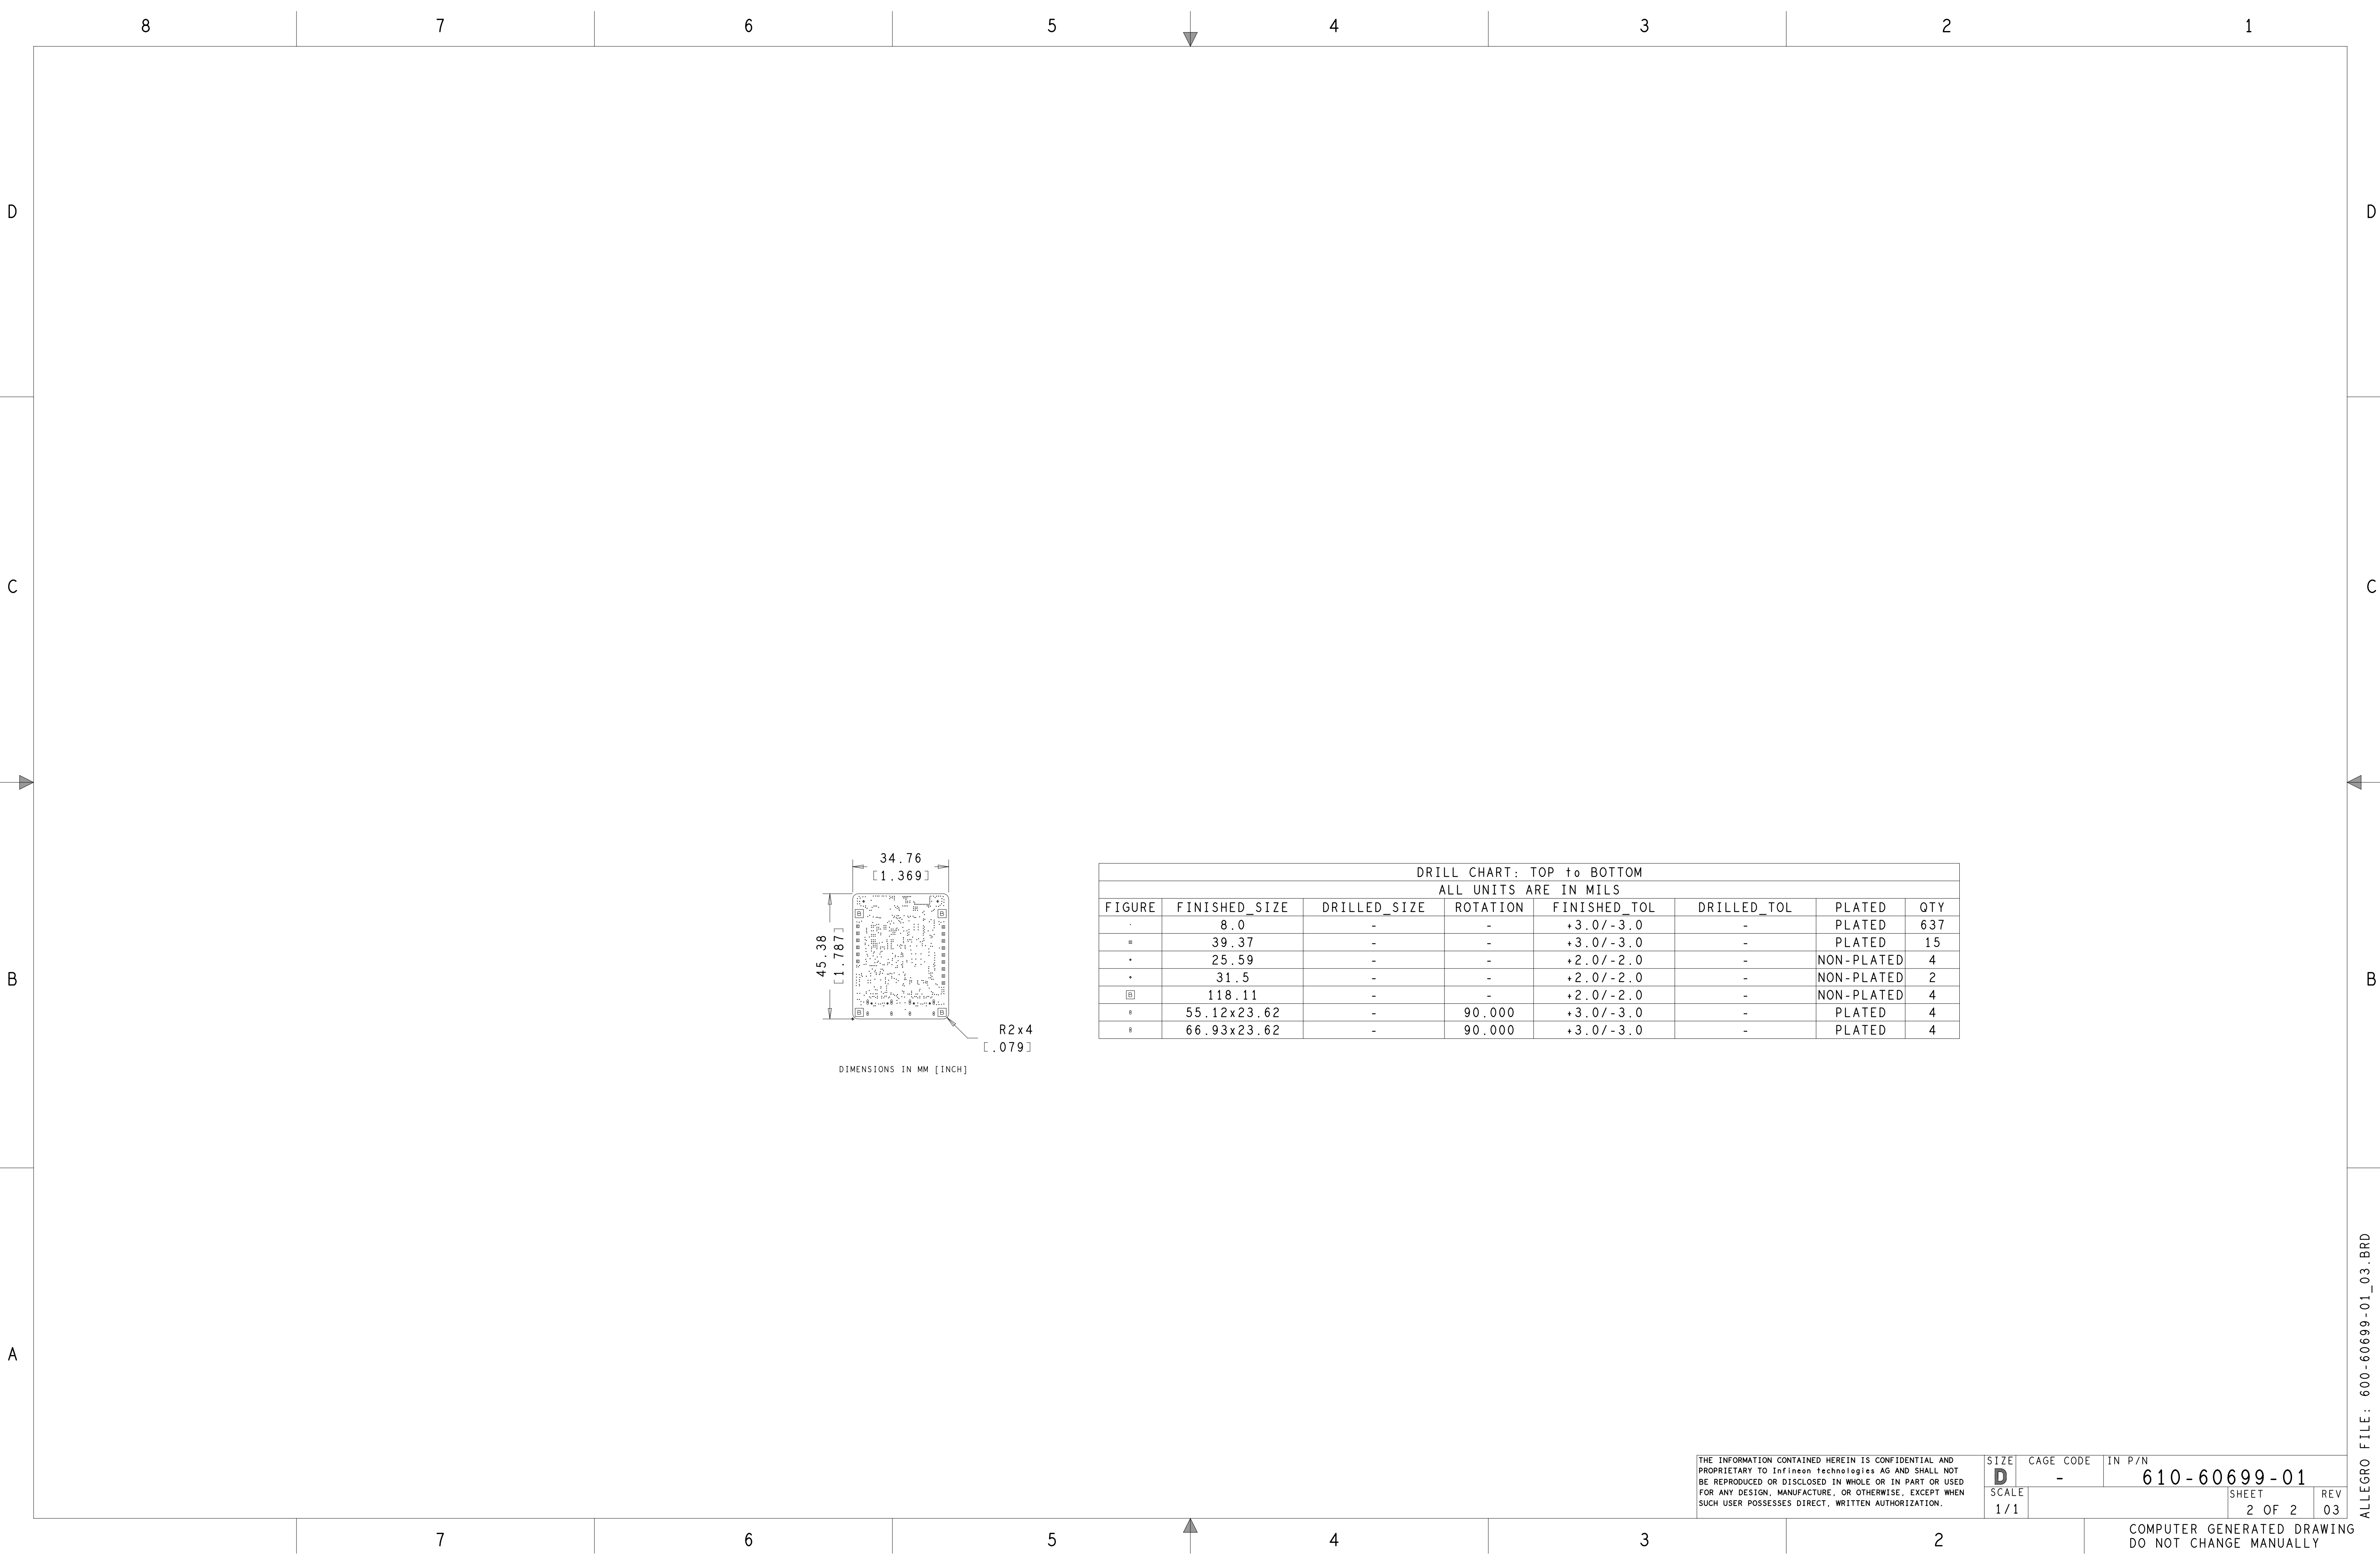 8 7 6 5 4 3 2 1
D D
C C
34.76
[1.369]
45.38
[1.787]
R2x4
[.079]
DIMENSIONS IN MM [INCH]
DRILL CHART: TOP to BOTTOM
ALL UNITS ARE IN MILS
FIGURE FINISHED_SIZE DRILLED_SIZE ROTATION FINISHED_TOL DRILLED_TOL PLATED QTY
8.0 - - +3.0/-3.0 - PLATED 637
39.37 - - +3.0/-3.0 - PLATED 15
25.59 - - +2.0/-2.0 - NON-PLATED 4
31.5 - - +2.0/-2.0 - NON-PLATED 2
B 118.11 - - +2.0/-2.0 - NON-PLATED 4
55.12x23.62 - 90.000 +3.0/-3.0 - PLATED 4
66.93x23.62 - 90.000 +3.0/-3.0 - PLATED 4
B B
A
ALLEGRO FILE: 600-60699-01_03.BRD
THE INFORMATION CONTAINED HEREIN IS CONFIDENTIAL AND
PROPRIETARY TO Infineon technologies AG AND SHALL NOT
BE REPRODUCED OR DISCLOSED IN WHOLE OR IN PART OR USED
FOR ANY DESIGN, MANUFACTURE, OR OTHERWISE, EXCEPT WHEN
SUCH USER POSSESSES DIRECT, WRITTEN AUTHORIZATION.
SIZE CAGE CODE IN P/N
D - 610-60699-01
SCALE SHEET REV
1/1 2 OF 2 03
7 6 5 4 3 2
COMPUTER GENERATED DRAWING
DO NOT CHANGE MANUALLY